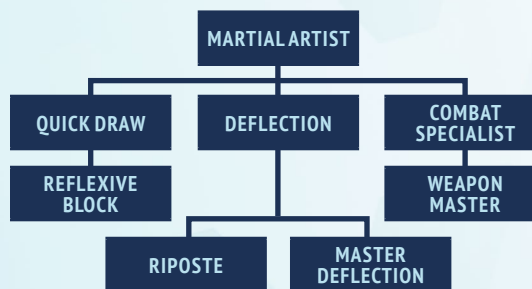 MARTIAL ARTIST
QUICK DRAW
DEFLECTION
COMBAT
SPECIALIST
REFLEXIVE
BLOCK
WEAPON
MASTER
RIPOSTE
MASTER
DEFLECTION